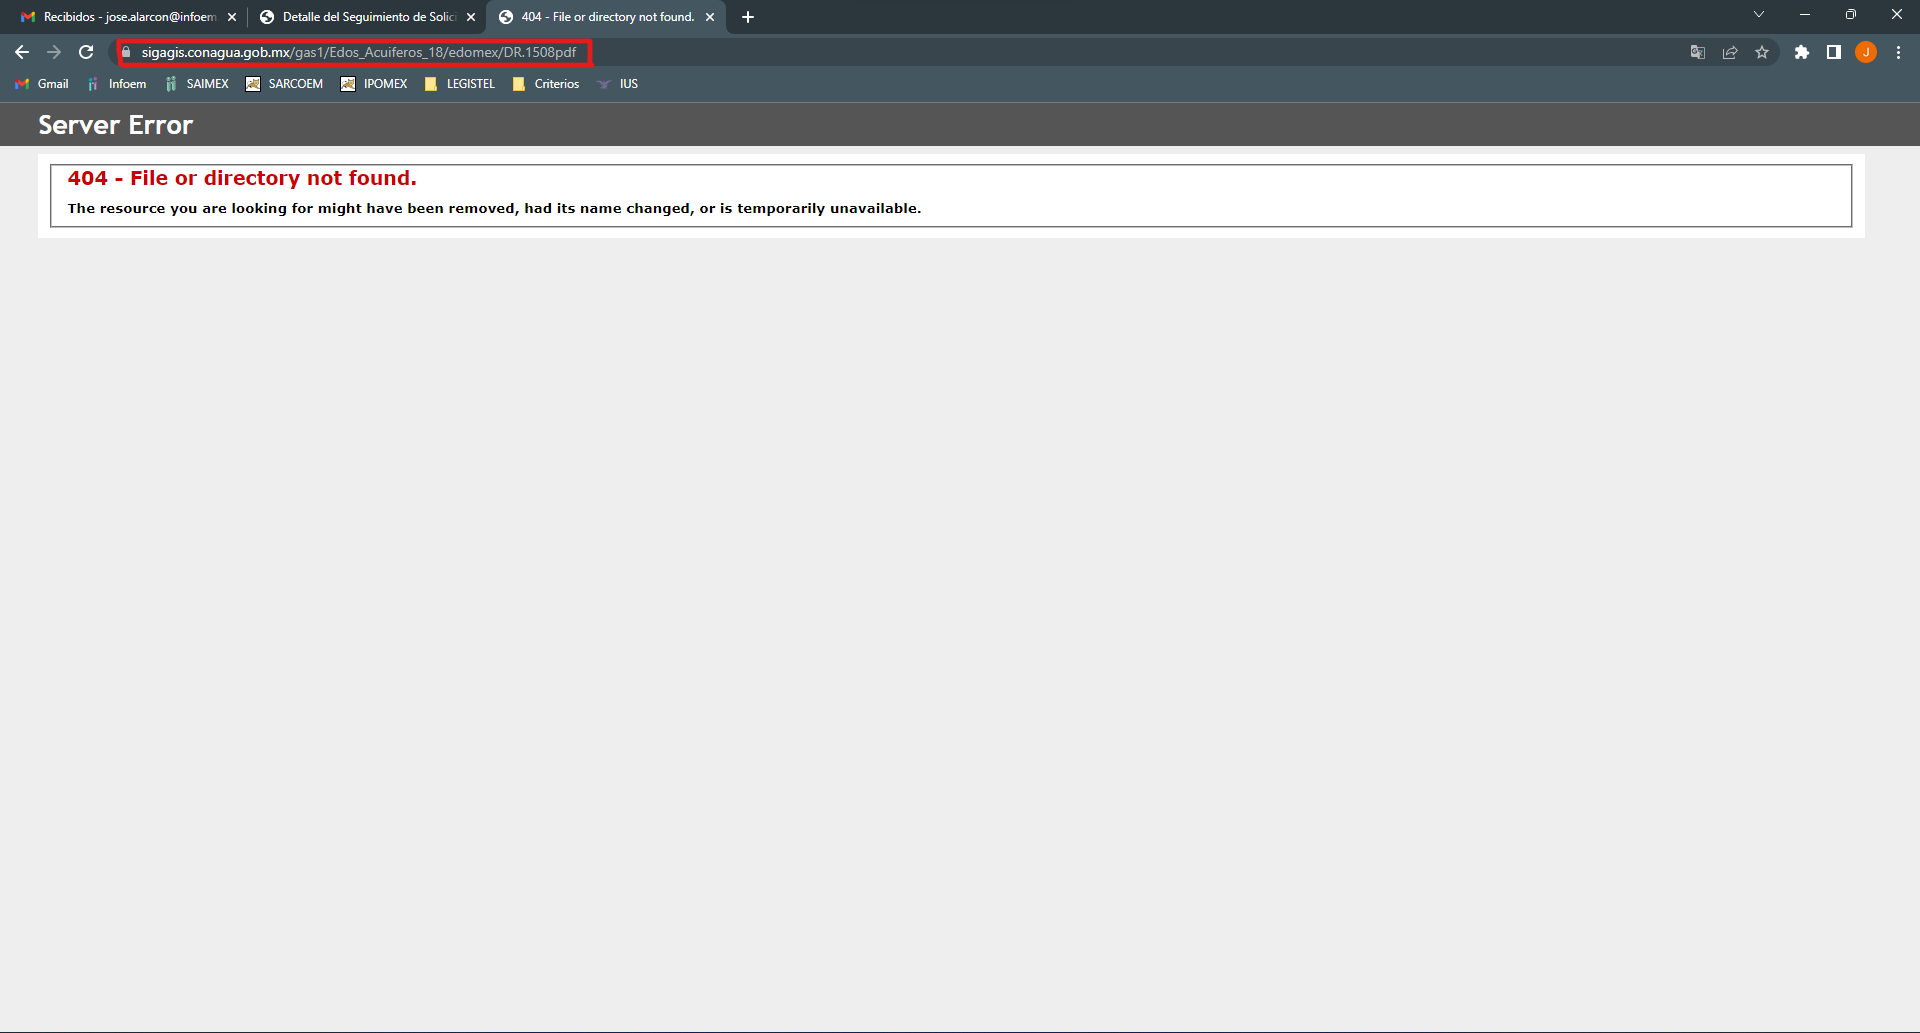 Recibidos - jose.alarcon@infoem
Detalle del Seguimiento de Solici
404 - File or directory not found.
sigagis.conagua.gob.mx/gas1/Edos_Acuiferos_18/edomex/DR.1508pdf
J
Gmail
Infoem
SAIMEX
SARCOEM
IPOMEX
LEGISTEL
Criterios
IUS
Server Error
404 - File or directory not found.
The resource you are looking for might have been removed, had its name changed, or is temporarily unavailable.